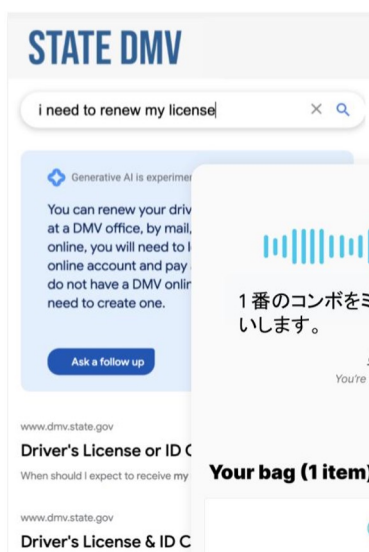 STATE DMV
i need to renew my license
Generative AI is
You can renew your
at a DMV office, by mail,
online, you will need to
online account and pay
do not have a DMV
need to create one.
Ask a follow up
www.dmv.state.gov
Driver's License or ID
When should I expect to receive my
www.dmv.state.gov
Driver's License & ID
1番のコンボを
いします。
You're
Your bag (1 item)